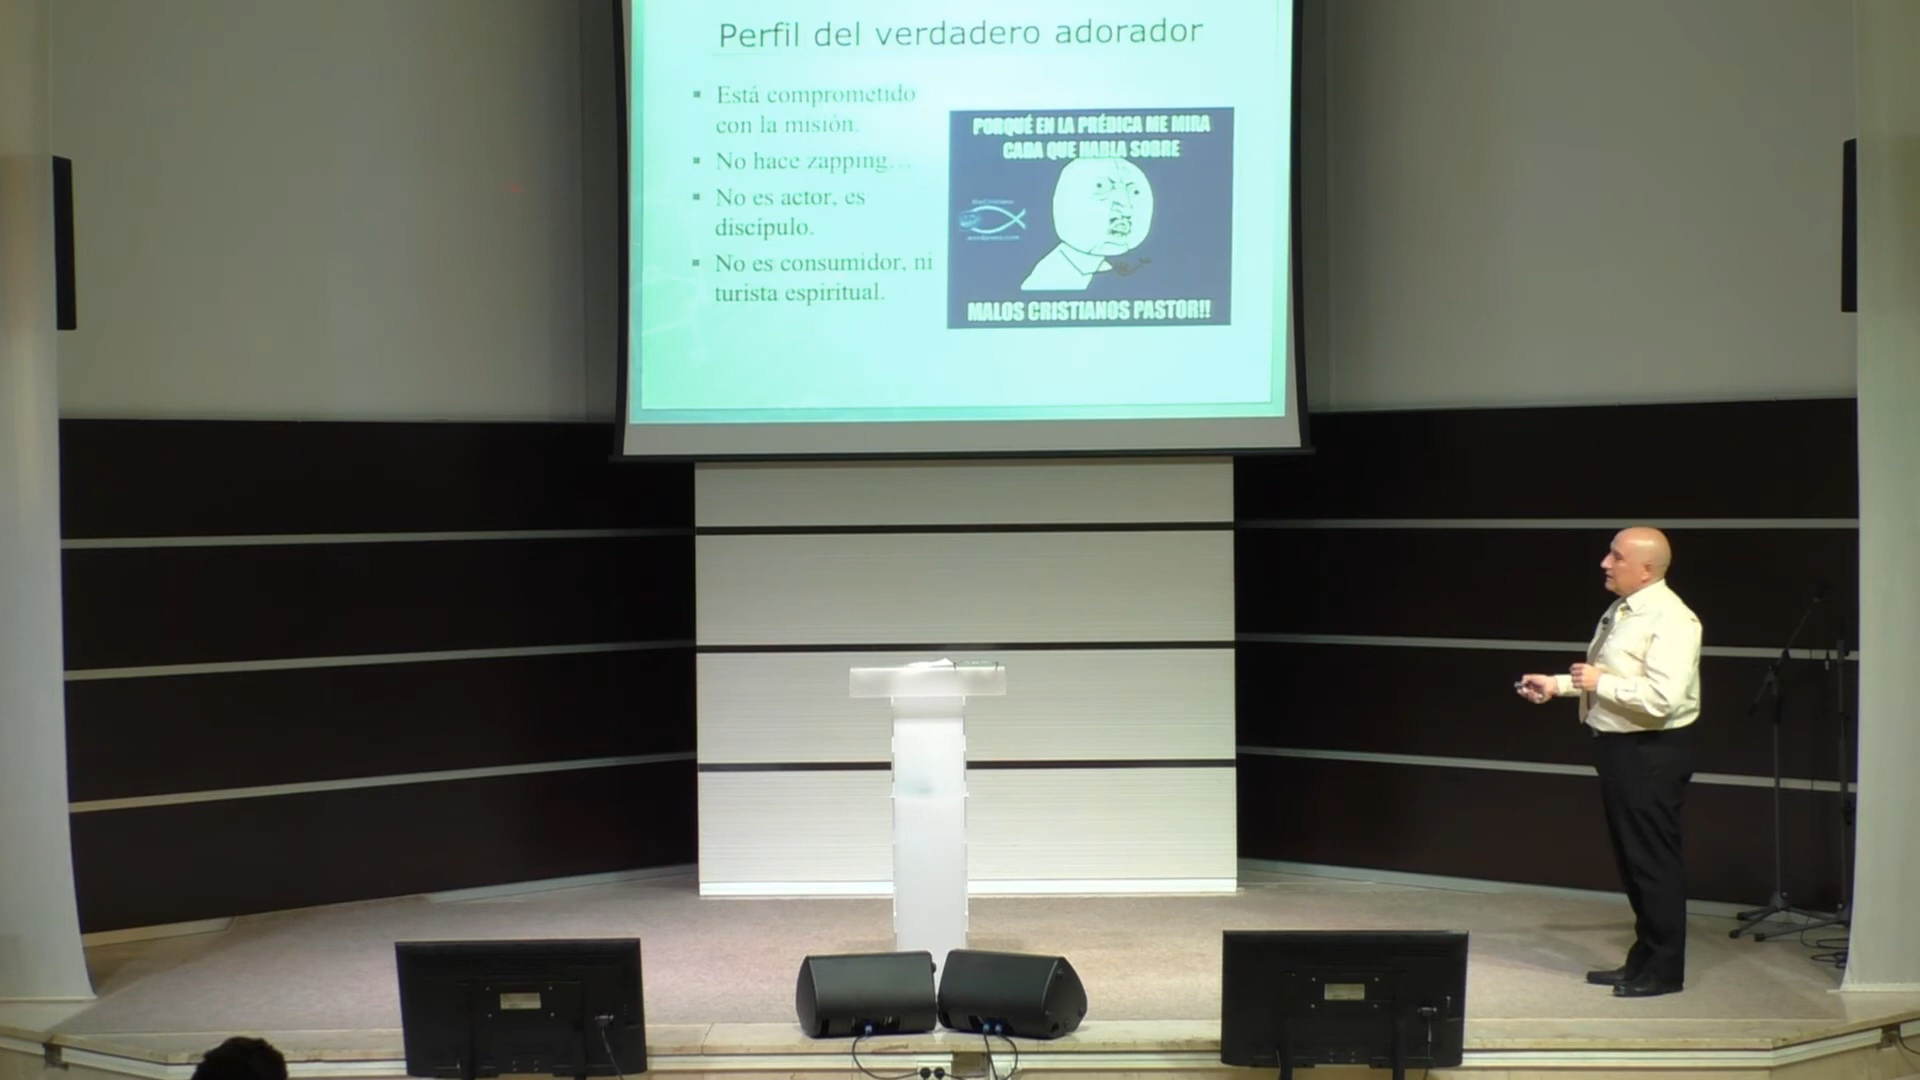 Perfil del verdadero adorador
▪ Está comprometido
con la misión.
▪ No hace zapping...
▪ No es actor, es
discípulo.
▪ No es consumidor, ni
turista espiritual.
PORQUÉ EN LA PRÉDICA ME MIRA
CADA QUE HABLA SOBRE
MALOS CRISTIANOS PASTOR!!